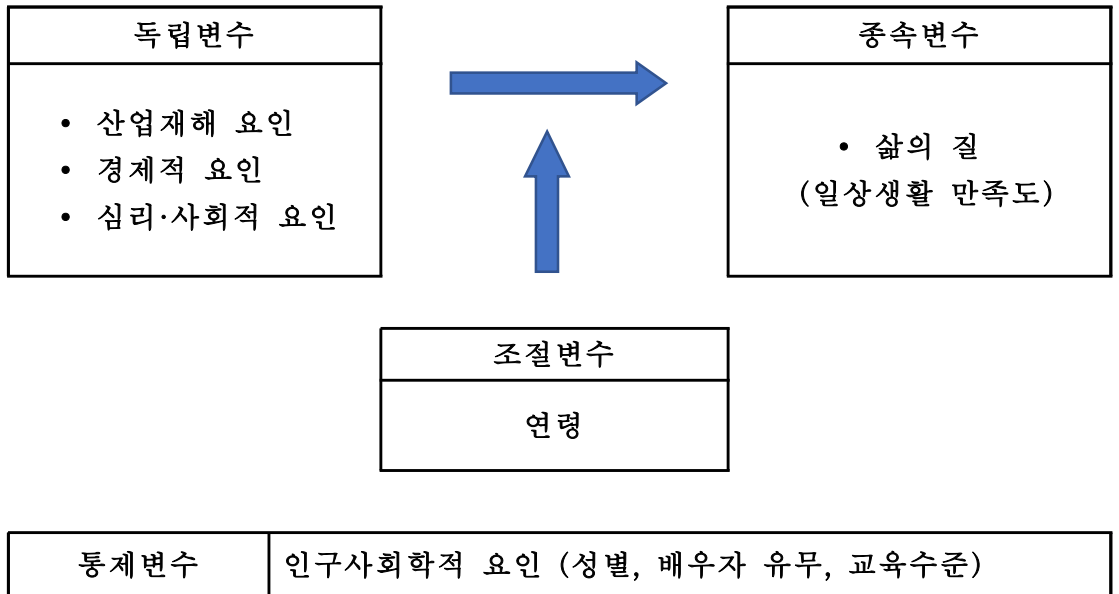 독립변수
• 산업재해 요인
• 경제적 요인
• 심리·사회적 요인
종속변수
• 삶의 질
(일상생활 만족도)
조절변수
연령
통제변수
인구사회학적 요인 (성별, 배우자 유무, 교육수준)